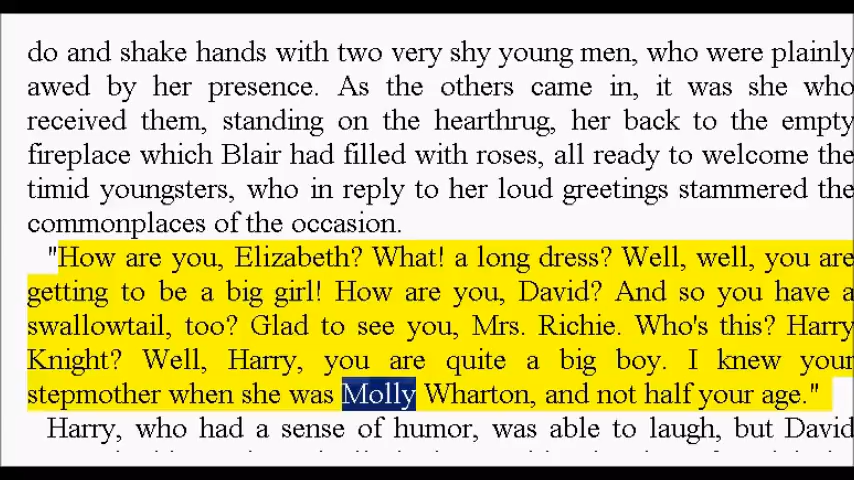 do and shake hands with two very shy young men, who were plainly
awed by her presence. As the others came in, it was she who
received them, standing on the hearthrug, her back to the empty
fireplace which Blair had filled with roses, all ready to welcome the
timid youngsters, who in reply to her loud greetings stammered the
commonplaces of the occasion.
"How are you, Elizabeth? What! a long dress? Well, well, you are
getting to be a big girl! How are you, David? And so you have a
swallowtail, too? Glad to see you, Mrs. Richie. Who's this? Harry
Knight? Well, Harry, you are quite a big boy. I knew your
stepmother when she was Molly Wharton, and not half your age."
Harry, who had a sense of humor, was able to laugh, but David